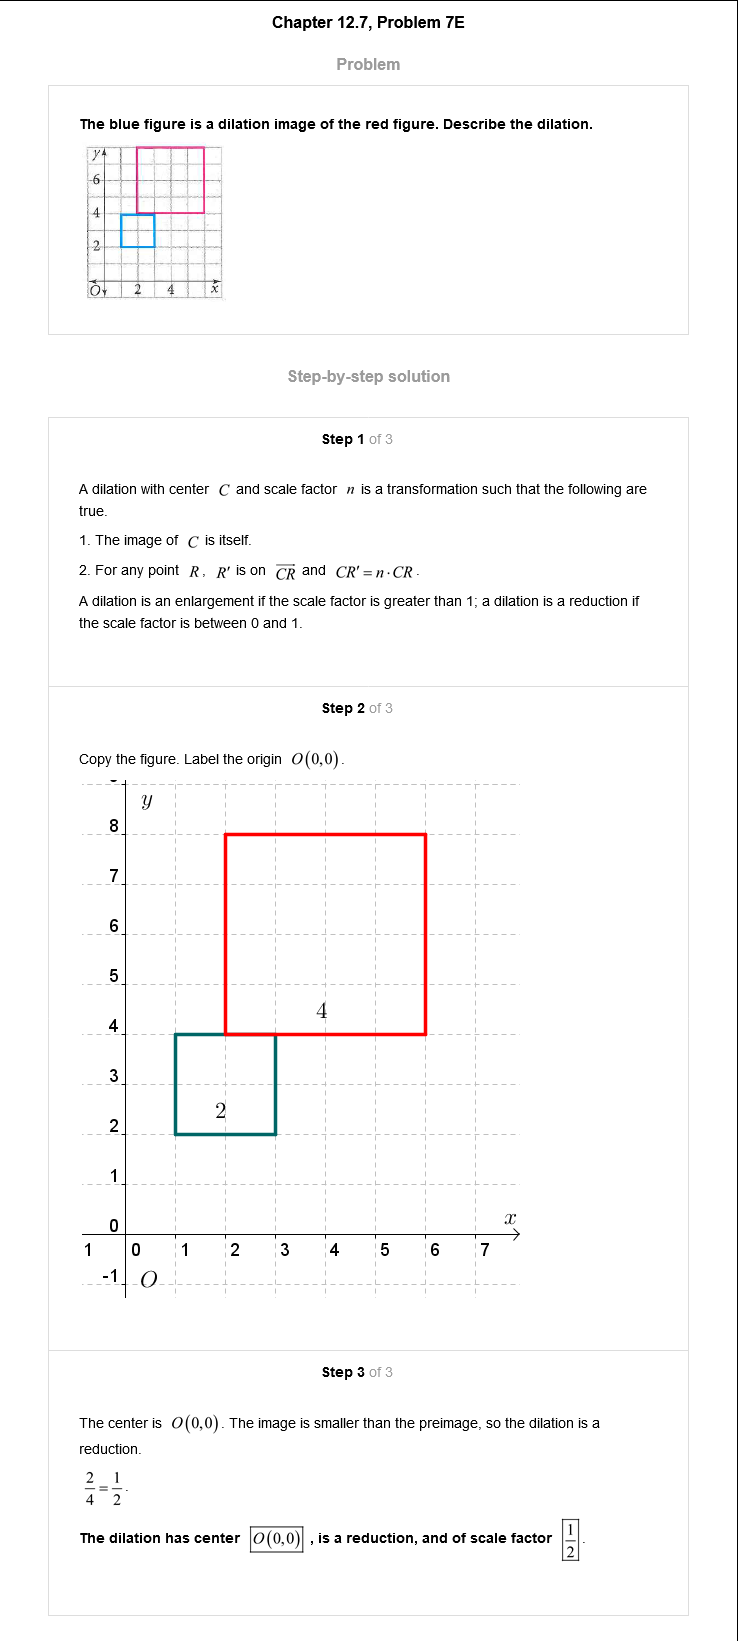 Chapter 12.7, Problem 7E
Problem
The blue figure is a dilation image of the red figure. Describe the dilation.
y
6
4
2
O 2 4 x
Step-by-step solution
Step 1 of 3
A dilation with center C and scale factor n is a transformation such that the following are
true.
1. The image of C is itself.
2. For any point R, R′ is on \overrightarrow{CR} and CR′ = n · CR.
A dilation is an enlargement if the scale factor is greater than 1; a dilation is a reduction if
the scale factor is between 0 and 1.
Step 2 of 3
Copy the figure. Label the origin O(0,0).
y
8
7
6
5
4
4
3
2
2
1
x
0
1 0 1 2 3 4 5 6 7
-1 O
Step 3 of 3
The center is O(0,0). The image is smaller than the preimage, so the dilation is a
reduction.
2/4 = 1/2.
The dilation has center O(0,0), is a reduction, and of scale factor 1/2.